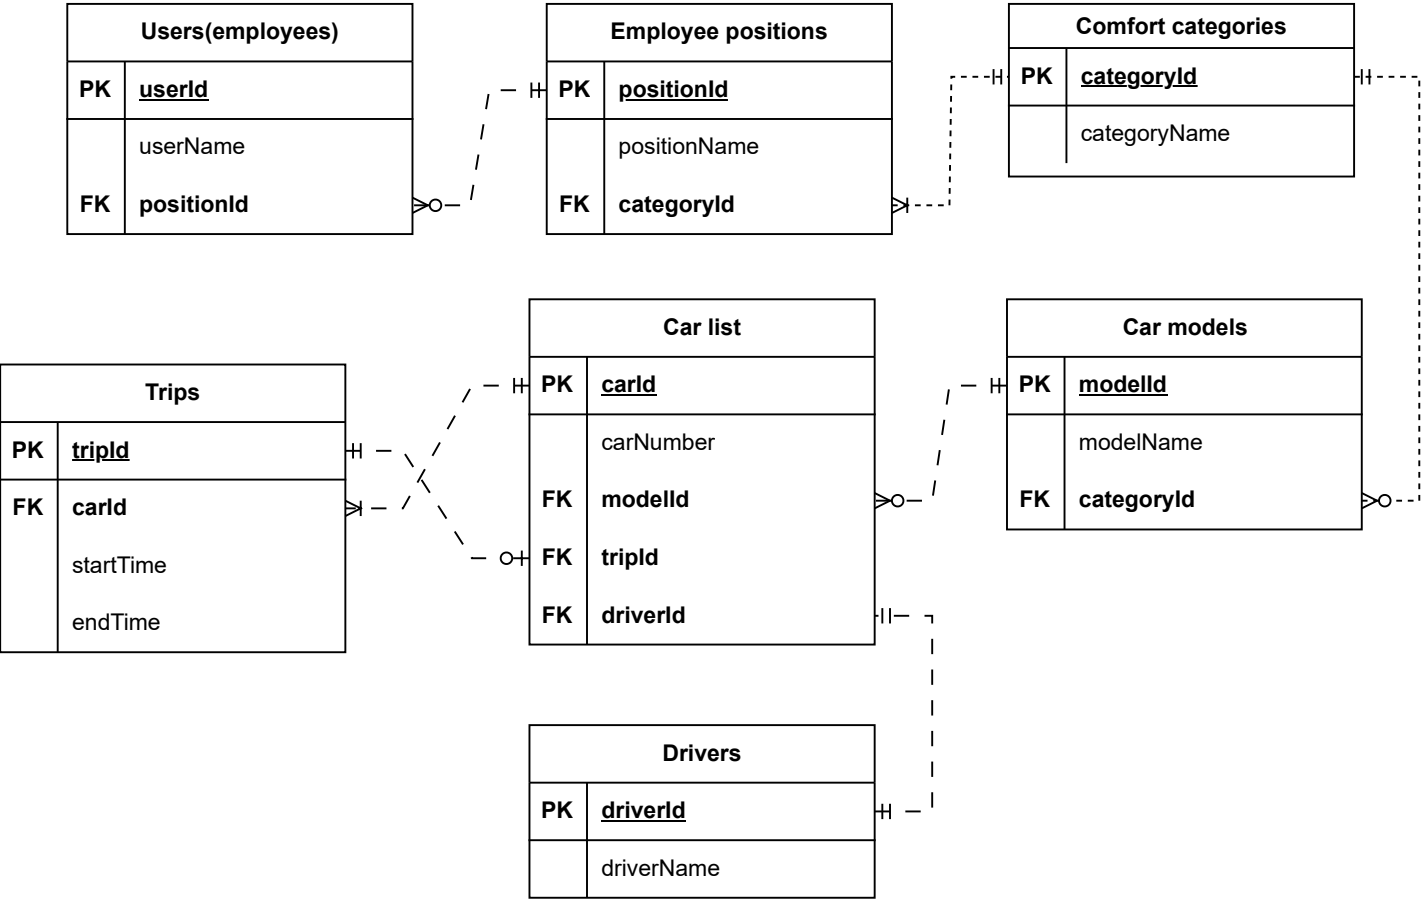 Users(employees)
PK userId
userName
FK positionId
Employee positions
PK positionId
positionName
FK categoryId
Comfort categories
PK categoryId
categoryName
Trips
PK tripId
FK carId
startTime
endTime
Car list
PK carId
carNumber
FK modelId
FK tripId
FK driverId
Car models
PK modelId
modelName
FK categoryId
Drivers
PK driverId
driverName